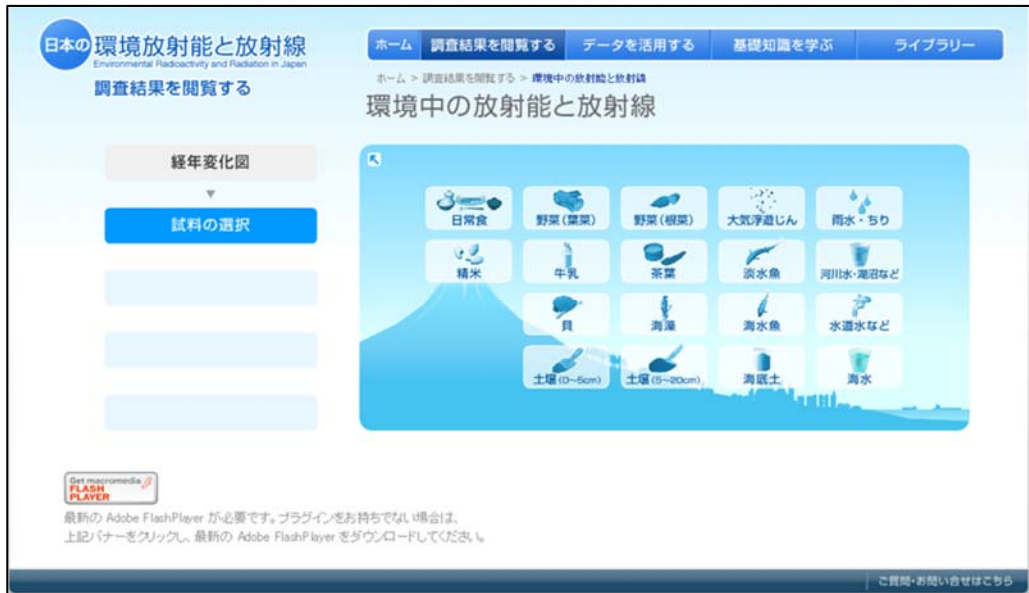 日本の環境放射能と放射線
Environmental Radioactivity and Radiation in Japan
調査結果を閲覧する
ホーム 調査結果を閲覧する データを活用する 基礎知識を学ぶ ライブラリー
ホーム > 調査結果を閲覧する > 環境中の放射能と放射線
環境中の放射能と放射線
経年変化図
▼
試料の選択
日常食 野菜(葉菜) 野菜(根菜) 大気浮遊じん 雨水・ちり
精米 牛乳 茶葉 淡水魚 河川水・湖沼など
貝 海藻 海水魚 水道水など
土壌(0~5cm) 土壌(5~20cm) 海底土 海水
Get macromedia
FLASH
PLAYER
最新の Adobe FlashPlayer が必要です。プラグインをお持ちでない場合は、
上記バナーをクリックし、最新の Adobe FlashPlayer をダウンロードしてください。
ご質問・お問い合せはこちら